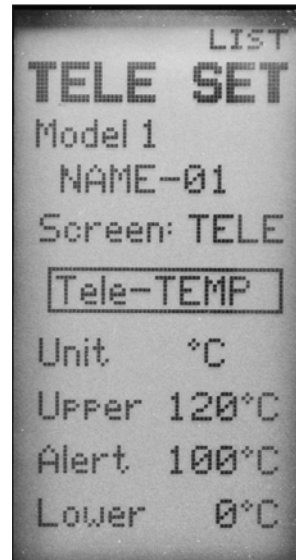 LIST
TELE SET
Model 1
NAME-01
Screen: TELE
Tele-TEMP
Unit °C
Upper 120°C
Alert 100°C
Lower 0°C